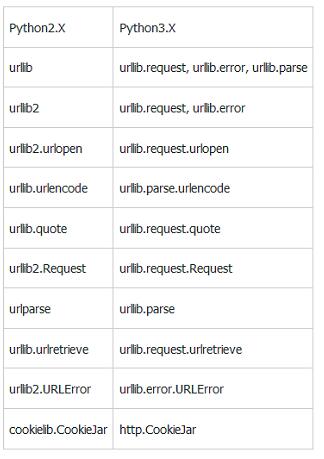 Python2.X Python3.X
urllib urllib.request, urllib.error, urllib.parse
urllib2 urllib.request, urllib.error
urllib2.urlopen urllib.request.urlopen
urllib.urlencode urllib.parse.urlencode
urllib.quote urllib.request.quote
urllib2.Request urllib.request.Request
urlparse urllib.parse
urllib.urlretrieve urllib.request.urlretrieve
urllib2.URLError urllib.error.URLError
cookielib.CookieJar http.CookieJar